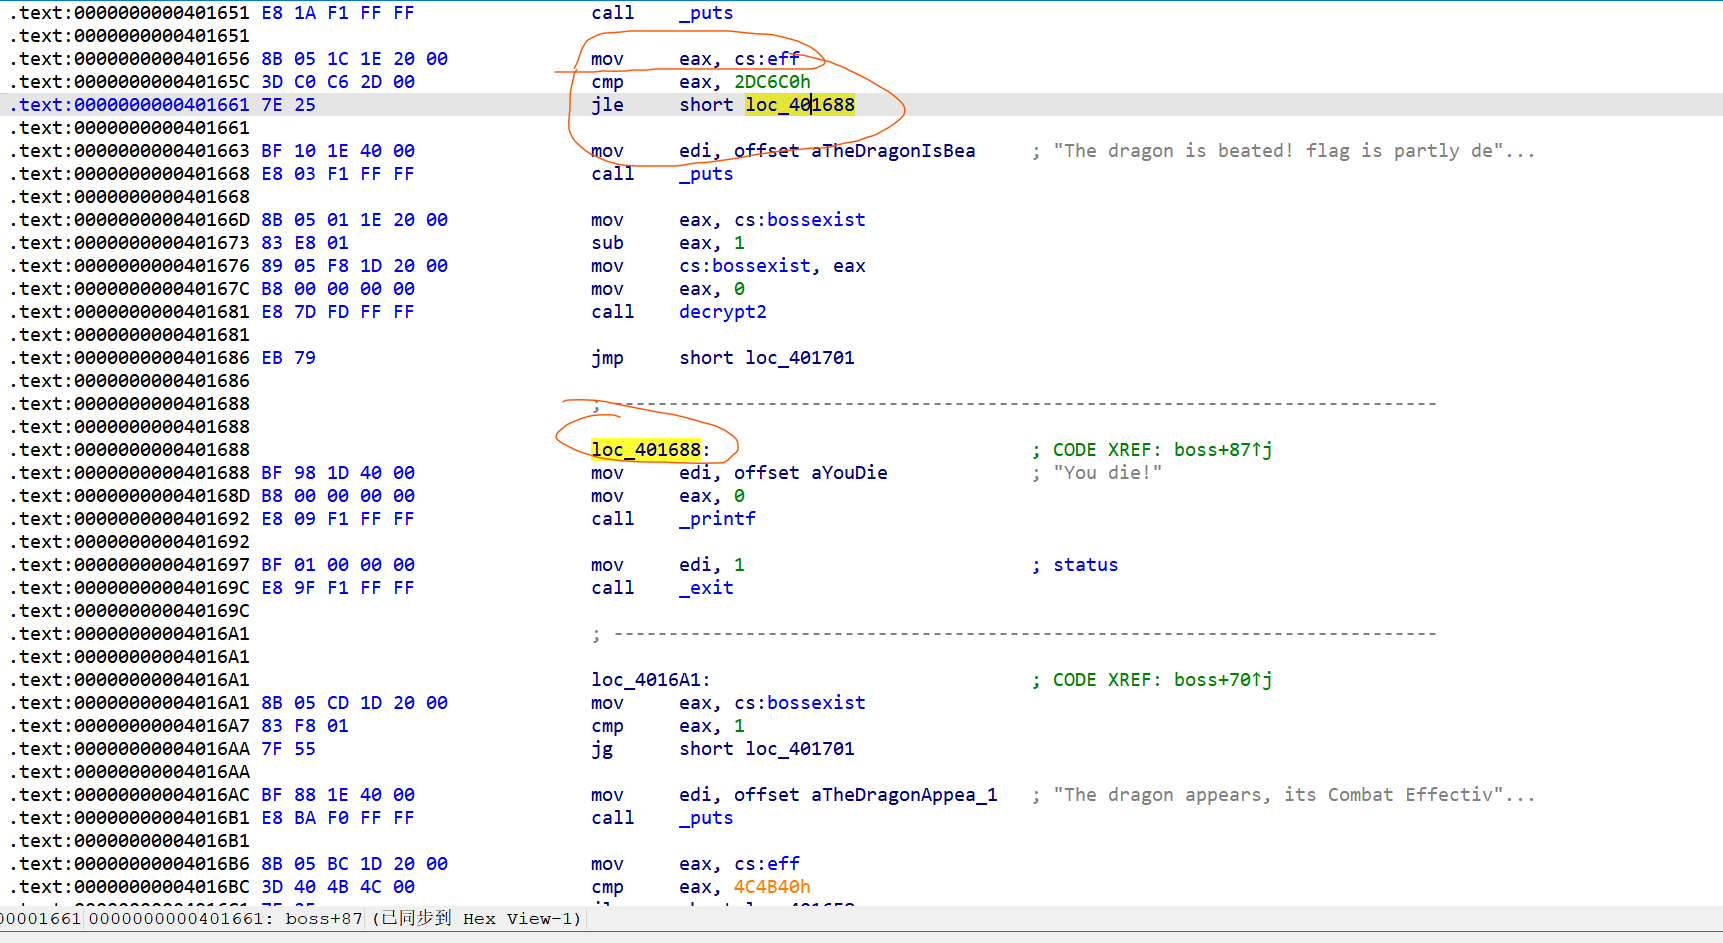 .text:0000000000401651 E8 1A F1 FF FF call _puts
.text:0000000000401651
.text:0000000000401656 8B 05 1C 1E 20 00 mov eax, cs:eff
.text:000000000040165C 3D C0 C6 2D 00 cmp eax, 2DC6C0h
.text:0000000000401661 7E 25 jle short loc_401688
.text:0000000000401661
.text:0000000000401663 BF 10 1E 40 00 mov edi, offset aTheDragonIsBea ; "The dragon is beated! flag is partly de"...
.text:0000000000401668 E8 03 F1 FF FF call _puts
.text:0000000000401668
.text:000000000040166D 8B 05 01 1E 20 00 mov eax, cs:bossexist
.text:0000000000401673 83 E8 01 sub eax, 1
.text:0000000000401676 89 05 F8 1D 20 00 mov cs:bossexist, eax
.text:000000000040167C B8 00 00 00 00 mov eax, 0
.text:0000000000401681 E8 7D FD FF FF call decrypt2
.text:0000000000401681
.text:0000000000401686 EB 79 jmp short loc_401701
.text:0000000000401686
.text:0000000000401688 ; ---------------------------------------------------------------------------
.text:0000000000401688
.text:0000000000401688 loc_401688: ; CODE XREF: boss+87↑j
.text:0000000000401688 BF 98 1D 40 00 mov edi, offset aYouDie ; "You die!"
.text:000000000040168D B8 00 00 00 00 mov eax, 0
.text:0000000000401692 E8 09 F1 FF FF call _printf
.text:0000000000401692
.text:0000000000401697 BF 01 00 00 00 mov edi, 1 ; status
.text:000000000040169C E8 9F F1 FF FF call _exit
.text:000000000040169C
.text:00000000004016A1 ; ---------------------------------------------------------------------------
.text:00000000004016A1
.text:00000000004016A1 loc_4016A1: ; CODE XREF: boss+70↑j
.text:00000000004016A1 8B 05 CD 1D 20 00 mov eax, cs:bossexist
.text:00000000004016A7 83 F8 01 cmp eax, 1
.text:00000000004016AA 7F 55 jg short loc_401701
.text:00000000004016AA
.text:00000000004016AC BF 88 1E 40 00 mov edi, offset aTheDragonAppea_1 ; "The dragon appears, its Combat Effectiv"...
.text:00000000004016B1 E8 BA F0 FF FF call _puts
.text:00000000004016B1
.text:00000000004016B6 8B 05 BC 1D 20 00 mov eax, cs:eff
.text:00000000004016BC 3D 40 4B 4C 00 cmp eax, 4C4B40h
00001661 0000000000401661: boss+87 (已同步到 Hex View-1)